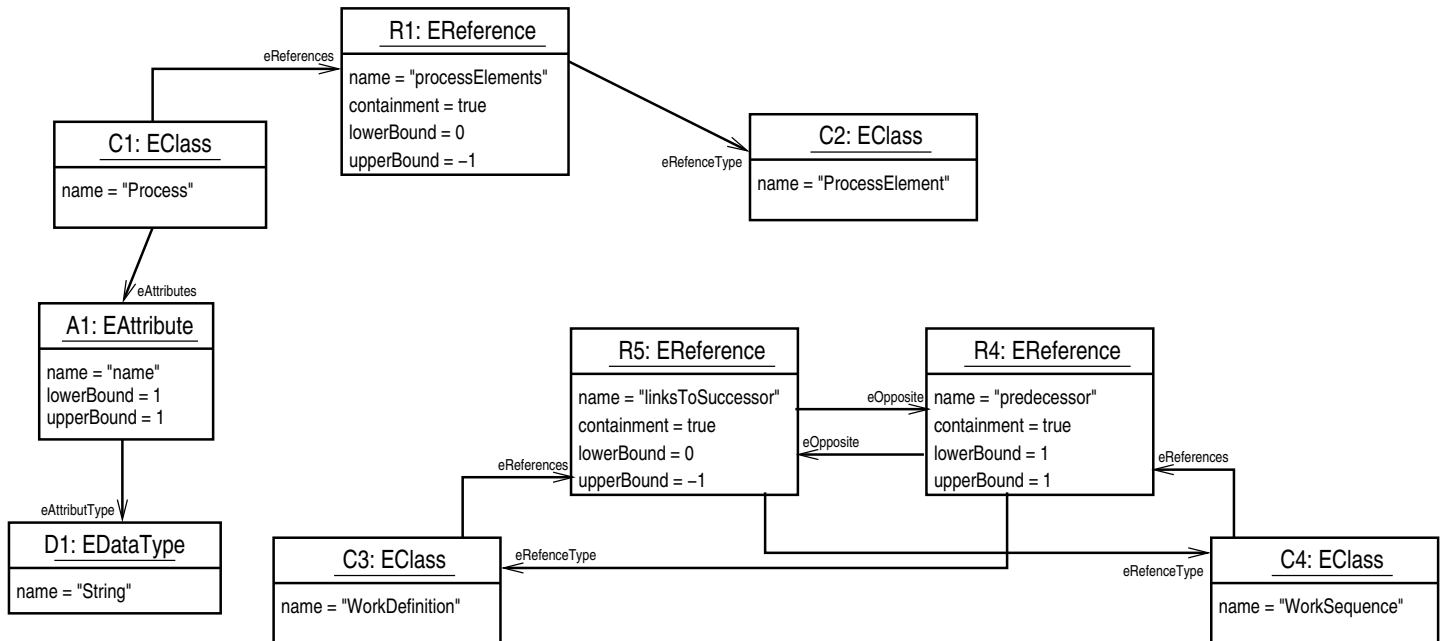 R1: EReference
eReferences
name = "processElements"
containment = true
lowerBound = 0
upperBound = −1
C1: EClass
name = "Process"
C2: EClass
eRefenceType
name = "ProcessElement"
eAttributes
A1: EAttribute
name = "name"
lowerBound = 1
upperBound = 1
eAttributType
D1: EDataType
name = "String"
R5: EReference
name = "linksToSuccessor"
containment = true
lowerBound = 0
upperBound = −1
eOpposite
eOpposite
R4: EReference
name = "predecessor"
containment = true
lowerBound = 1
upperBound = 1
eReferences
eReferences
C3: EClass
name = "WorkDefinition"
eRefenceType
eRefenceType
C4: EClass
name = "WorkSequence"